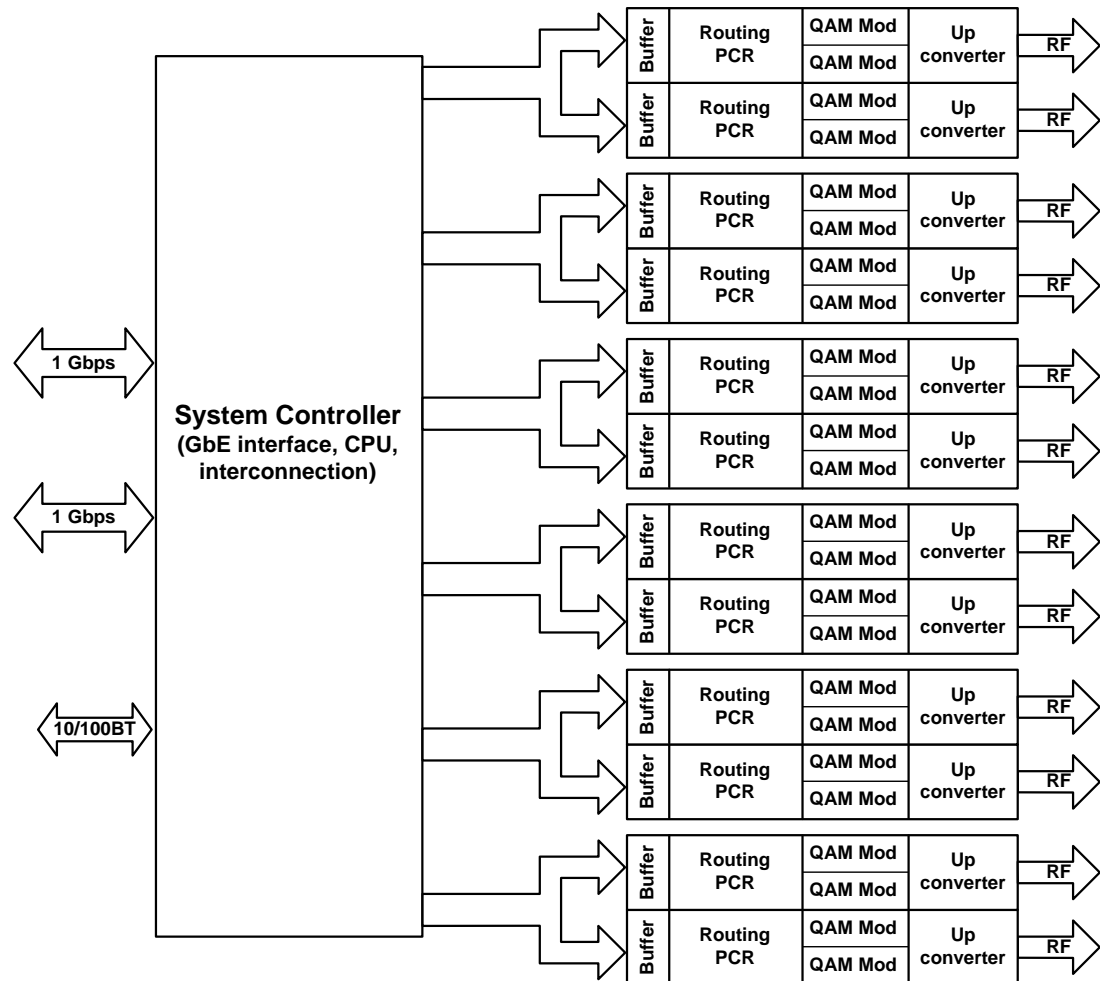 Buffer
Routing
PCR
QAM Mod
QAM Mod
Up
converter
RF
Buffer
Routing
PCR
QAM Mod
QAM Mod
Up
converter
RF
Buffer
Routing
PCR
QAM Mod
QAM Mod
Up
converter
RF
Buffer
Routing
PCR
QAM Mod
QAM Mod
Up
converter
RF
1 Gbps
1 Gbps
10/100BT
System Controller
(GbE interface, CPU,
interconnection)
Buffer
Routing
PCR
QAM Mod
QAM Mod
Up
converter
RF
Buffer
Routing
PCR
QAM Mod
QAM Mod
Up
converter
RF
Buffer
Routing
PCR
QAM Mod
QAM Mod
Up
converter
RF
Buffer
Routing
PCR
QAM Mod
QAM Mod
Up
converter
RF
Buffer
Routing
PCR
QAM Mod
QAM Mod
Up
converter
RF
Buffer
Routing
PCR
QAM Mod
QAM Mod
Up
converter
RF
Buffer
Routing
PCR
QAM Mod
QAM Mod
Up
converter
RF
Buffer
Routing
PCR
QAM Mod
QAM Mod
Up
converter
RF